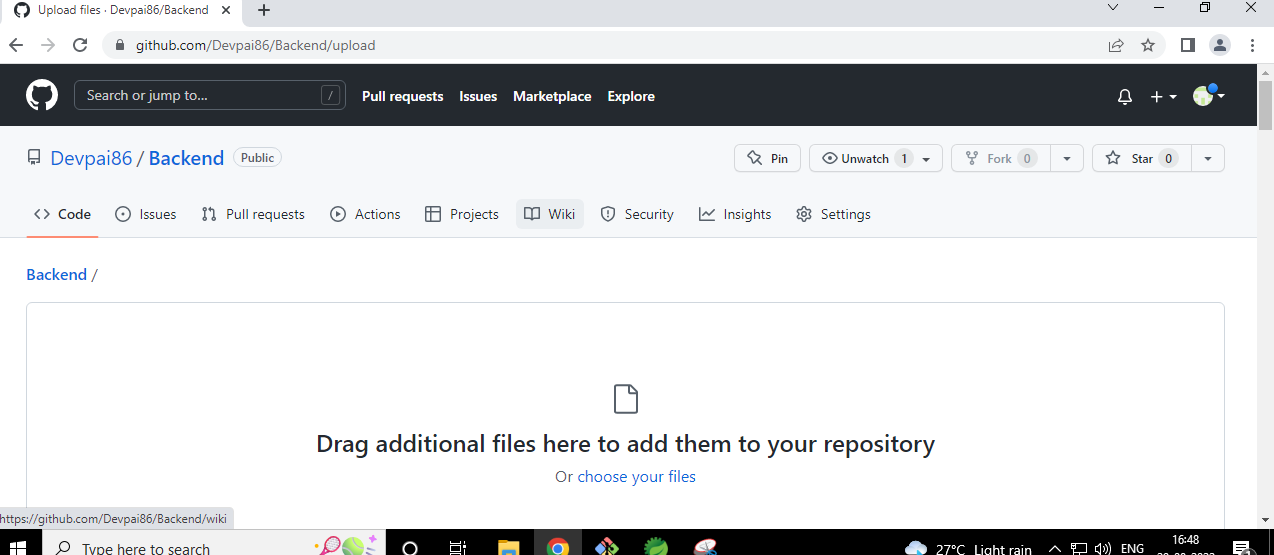 Upload files · Devpai86/Backend
github.com/Devpai86/Backend/upload
Search or jump to... / Pull requests Issues Marketplace Explore
Devpai86 / Backend Public Pin Unwatch 1 Fork 0 Star 0
Code Issues Pull requests Actions Projects Wiki Security Insights Settings
Backend /
Drag additional files here to add them to your repository
Or choose your files
https://github.com/Devpai86/Backend/wiki
Type here to search 27°C Light rain ENG 16:48